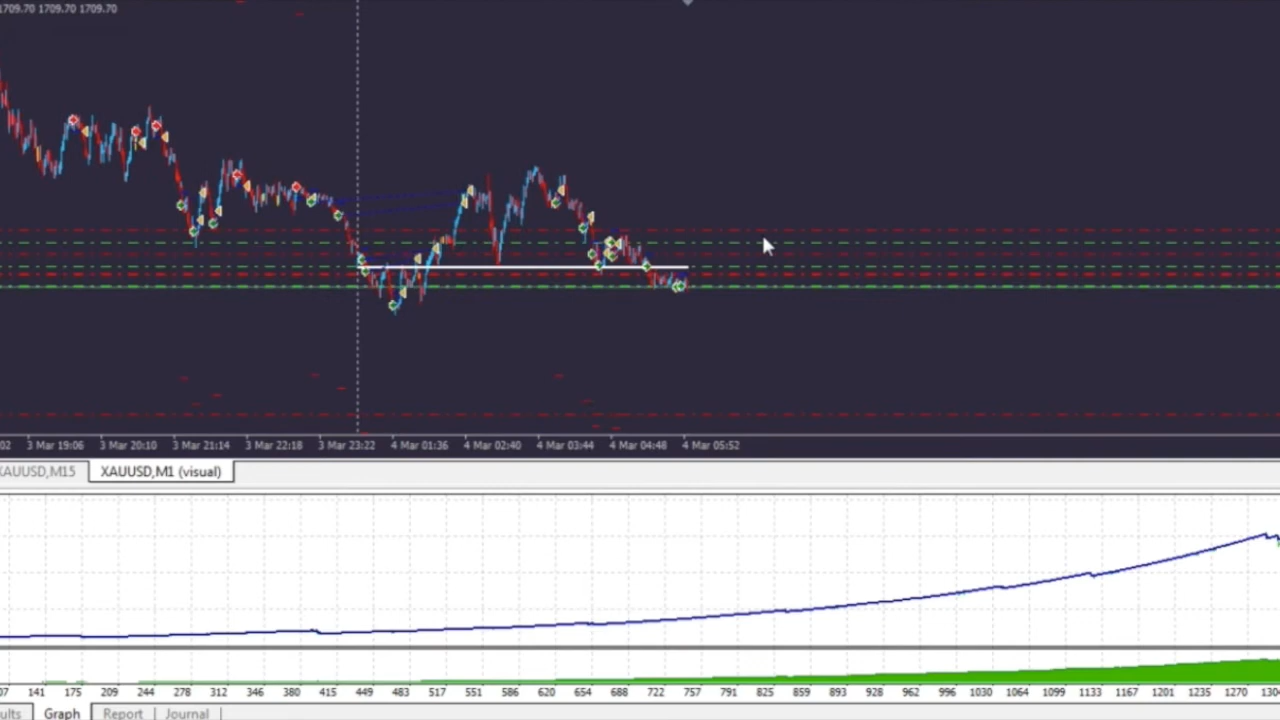 1709.70 1709.70 1709.70
02 3 Mar 19:06 3 Mar 20:10 3 Mar 21:14 3 Mar 22:18 3 Mar 23:22 4 Mar 01:36 4 Mar 02:40 4 Mar 03:44 4 Mar 04:48 4 Mar 05:52
XAUUSD,M15 XAUUSD,M1 (visual)
07 141 175 209 244 278 312 346 380 415 449 483 517 551 586 620 654 688 722 757 791 825 859 893 928 962 996 1030 1064 1099 1133 1167 1201 1235 1270 130
ults Graph Report Journal